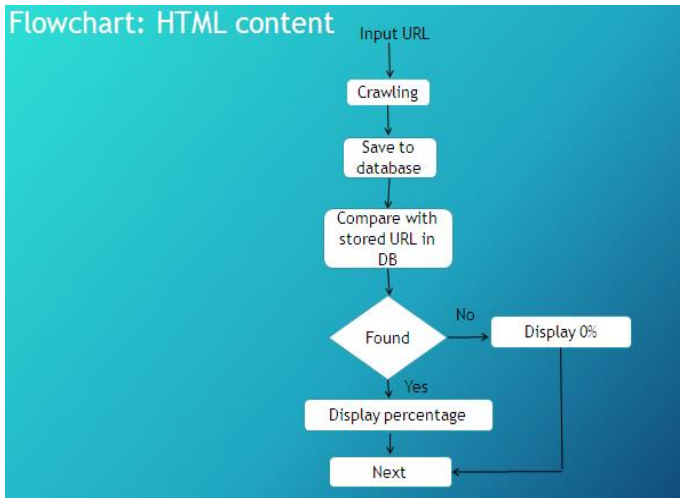 Flowchart: HTML content
Input URL
Crawling
Save to
database
Compare with
stored URL in
DB
Found
No
Display 0%
Yes
Display percentage
Next